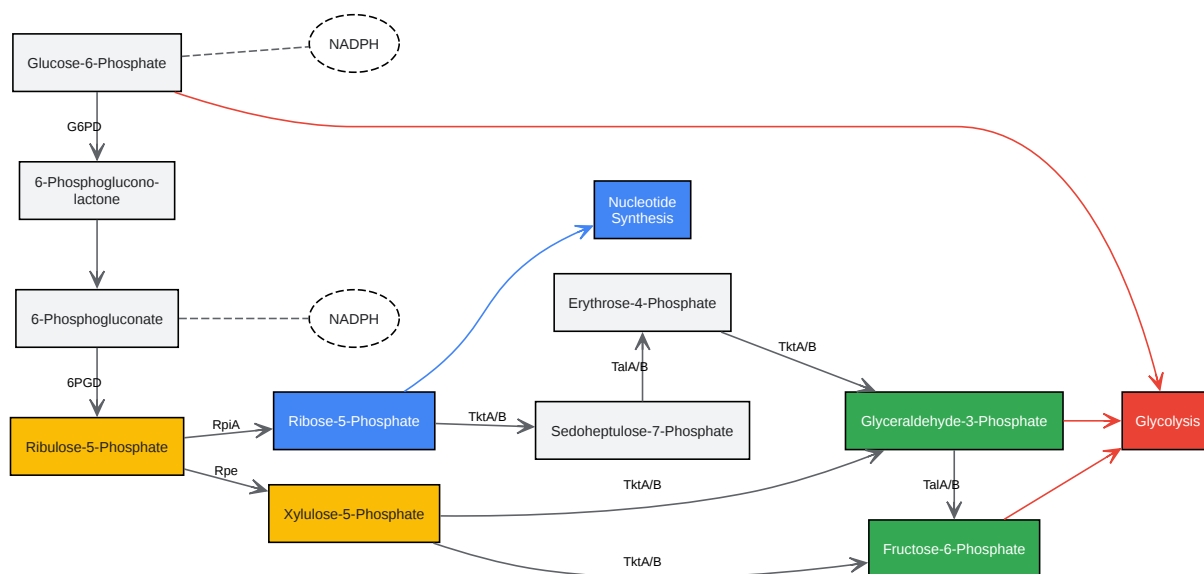 NADPH
Glucose-6-Phosphate
G6PD
6-Phosphoglucono-
lactone
Nucleotide
Synthesis
Erythrose-4-Phosphate
6-Phosphogluconate
NADPH
TktA/B
TalA/B
6PGD
Ribulose-5-Phosphate
RpiA
Ribose-5-Phosphate
TktA/B
Sedoheptulose-7-Phosphate
Glyceraldehyde-3-Phosphate
Glycolysis
Rpe
Xylulose-5-Phosphate
TktA/B
TalA/B
Fructose-6-Phosphate
TktA/B